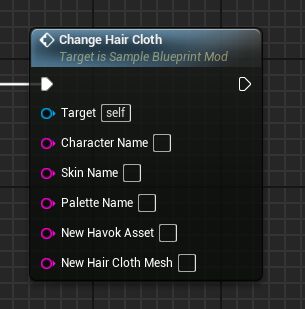 Change Hair Cloth
Target is Sample Blueprint Mod
Target self
Character Name
Skin Name
Palette Name
New Havok Asset
New Hair Cloth Mesh